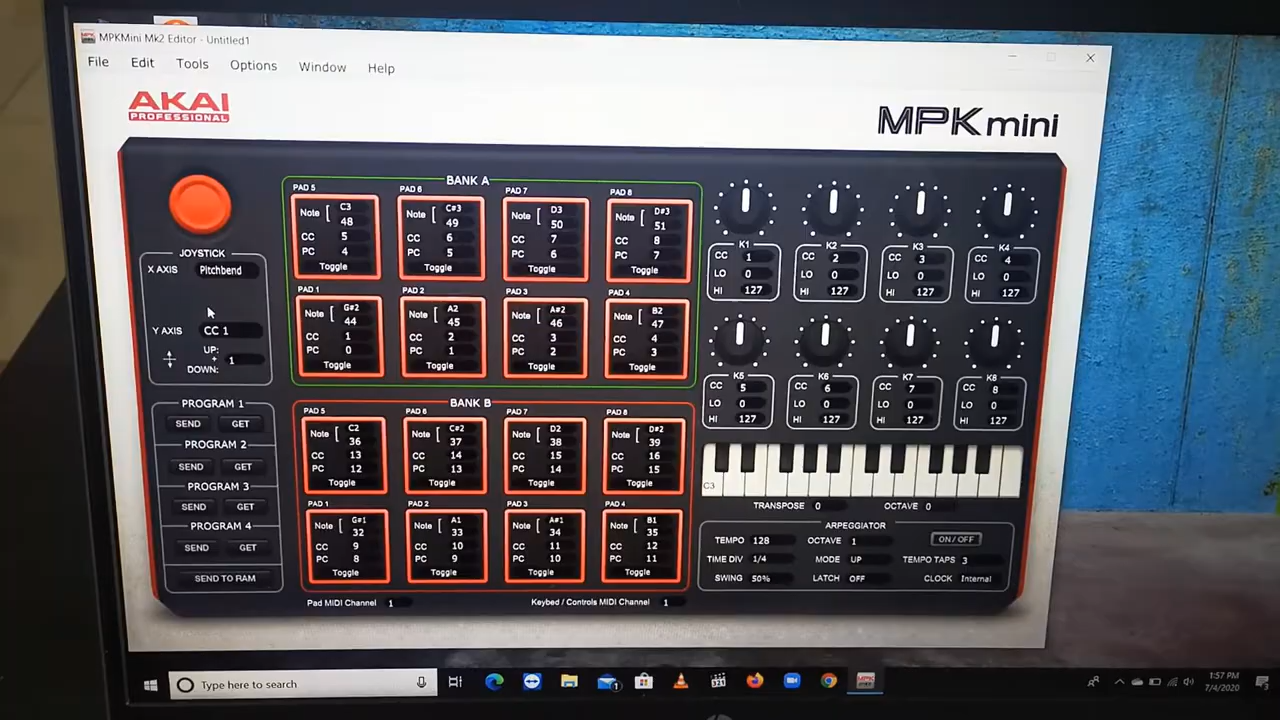 MPKMini Mk2 Editor - Untitled1
File Edit Tools Options Window Help
AKAI
PROFESSIONAL
MPK mini
BANK A
PAD 5 PAD 6 PAD 7 PAD 8
Note [ C3 48 Note [ C#3 49 Note [ D3 50 Note [ D#3 51
CC 5 CC 6 CC 7 CC 8
PC 4 PC 5 PC 6 PC 7
Toggle Toggle Toggle Toggle
PAD 1 PAD 2 PAD 3 PAD 4
Note [ G#2 44 Note [ A2 45 Note [ A#2 46 Note [ B2 47
CC 1 CC 2 CC 3 CC 4
PC 0 PC 1 PC 2 PC 3
Toggle Toggle Toggle Toggle
JOYSTICK
X AXIS Pitchbend
Y AXIS CC 1
UP:
+ 1
DOWN:
K1 K2 K3 K4
CC 1 CC 2 CC 3 CC 4
LO 0 LO 0 LO 0 LO 0
HI 127 HI 127 HI 127 HI 127
K5 K6 K7 K8
CC 5 CC 6 CC 7 CC 8
LO 0 LO 0 LO 0 LO 0
HI 127 HI 127 HI 127 HI 127
PROGRAM 1
SEND GET
PROGRAM 2
SEND GET
PROGRAM 3
SEND GET
PROGRAM 4
SEND GET
SEND TO RAM
BANK B
PAD 5 PAD 6 PAD 7 PAD 8
Note [ C2 36 Note [ C#2 37 Note [ D2 38 Note [ D#2 39
CC 13 CC 14 CC 15 CC 16
PC 12 PC 13 PC 14 PC 15
Toggle Toggle Toggle Toggle
PAD 1 PAD 2 PAD 3 PAD 4
Note [ G#1 32 Note [ A1 33 Note [ A#1 34 Note [ B1 35
CC 9 CC 10 CC 11 CC 12
PC 8 PC 9 PC 10 PC 11
Toggle Toggle Toggle Toggle
C3
TRANSPOSE 0 OCTAVE 0
ARPEGGIATOR
TEMPO 128 OCTAVE 1 ON/OFF
TIME DIV 1/4 MODE UP TEMPO TAPS 3
SWING 50% LATCH OFF CLOCK Internal
Pad MIDI Channel 1 Keybed / Controls MIDI Channel 1
Type here to search
1:57 PM
7/4/2020